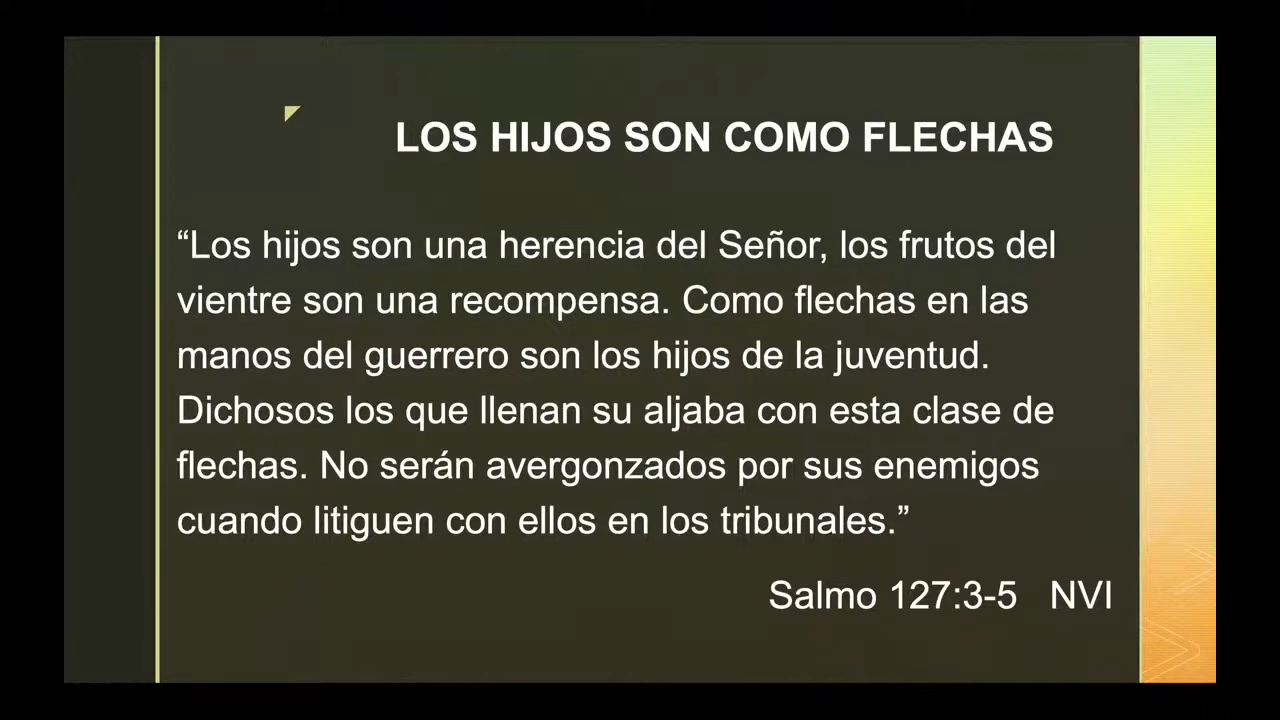 LOS HIJOS SON COMO FLECHAS
“Los hijos son una herencia del Señor, los frutos del
vientre son una recompensa. Como flechas en las
manos del guerrero son los hijos de la juventud.
Dichosos los que llenan su aljaba con esta clase de
flechas. No serán avergonzados por sus enemigos
cuando litiguen con ellos en los tribunales.”
Salmo 127:3-5 NVI